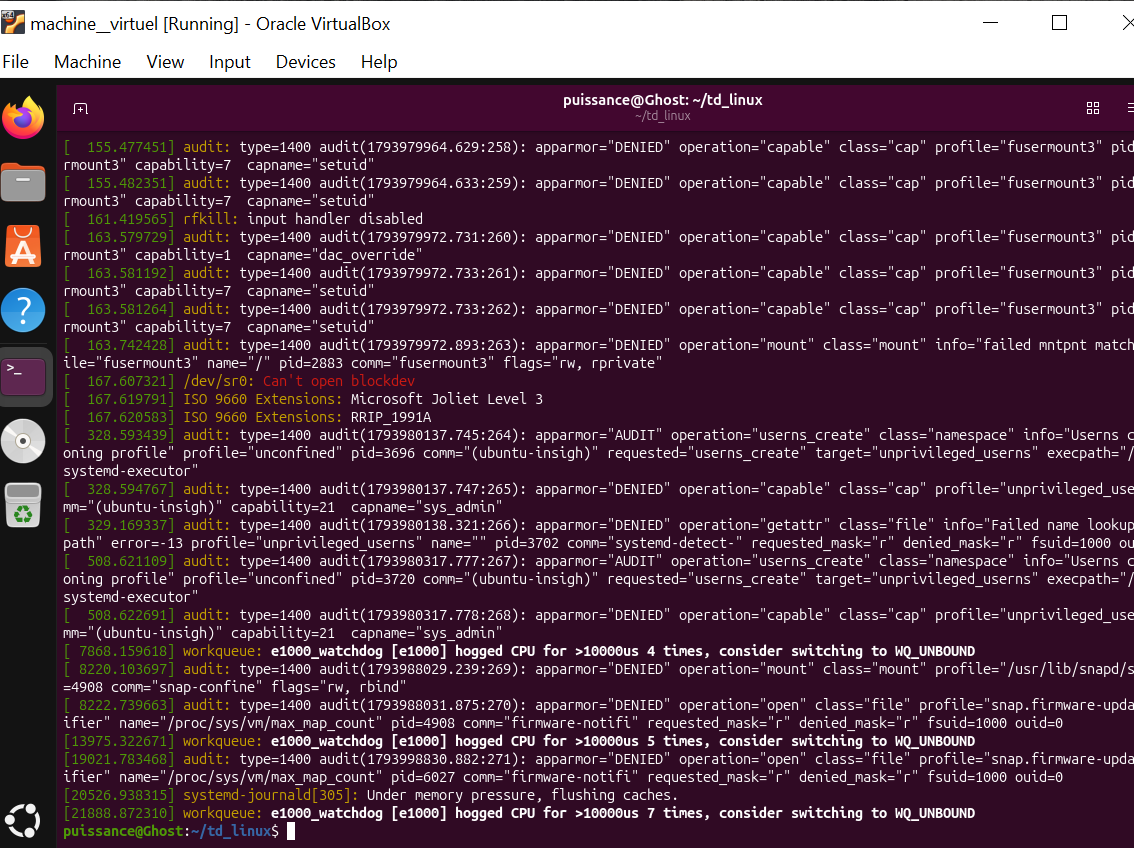 machine__virtuel [Running] - Oracle VirtualBox
File Machine View Input Devices Help
puissance@Ghost: ~/td_linux
~/td_linux
[  155.477451] audit: type=1400 audit(1793979964.629:258): apparmor="DENIED" operation="capable" class="cap" profile="fusermount3" pid
rmount3" capability=7  capname="setuid"
[  155.482351] audit: type=1400 audit(1793979964.633:259): apparmor="DENIED" operation="capable" class="cap" profile="fusermount3" pid
rmount3" capability=7  capname="setuid"
[  161.419565] rfkill: input handler disabled
[  163.579729] audit: type=1400 audit(1793979972.731:260): apparmor="DENIED" operation="capable" class="cap" profile="fusermount3" pid
rmount3" capability=1  capname="dac_override"
[  163.581192] audit: type=1400 audit(1793979972.733:261): apparmor="DENIED" operation="capable" class="cap" profile="fusermount3" pid
rmount3" capability=7  capname="setuid"
[  163.581264] audit: type=1400 audit(1793979972.733:262): apparmor="DENIED" operation="capable" class="cap" profile="fusermount3" pid
rmount3" capability=7  capname="setuid"
[  163.742428] audit: type=1400 audit(1793979972.893:263): apparmor="DENIED" operation="mount" class="mount" info="failed mntpnt match
ile="fusermount3" name="/" pid=2883 comm="fusermount3" flags="rw, rprivate"
[  167.607321] /dev/sr0: Can't open blockdev
[  167.619791] ISO 9660 Extensions: Microsoft Joliet Level 3
[  167.620583] ISO 9660 Extensions: RRIP_1991A
[  328.593439] audit: type=1400 audit(1793980137.745:264): apparmor="AUDIT" operation="userns_create" class="namespace" info="Userns c
oning profile" profile="unconfined" pid=3696 comm="(ubuntu-insigh)" requested="userns_create" target="unprivileged_userns" execpath="/
systemd-executor"
[  328.594767] audit: type=1400 audit(1793980137.747:265): apparmor="DENIED" operation="capable" class="cap" profile="unprivileged_use
mm="(ubuntu-insigh)" capability=21  capname="sys_admin"
[  329.169337] audit: type=1400 audit(1793980138.321:266): apparmor="DENIED" operation="getattr" class="file" info="Failed name lookup
path" error=-13 profile="unprivileged_userns" name="" pid=3702 comm="systemd-detect-" requested_mask="r" denied_mask="r" fsuid=1000 ou
[  508.621109] audit: type=1400 audit(1793980317.777:267): apparmor="AUDIT" operation="userns_create" class="namespace" info="Userns c
oning profile" profile="unconfined" pid=3720 comm="(ubuntu-insigh)" requested="userns_create" target="unprivileged_userns" execpath="/
systemd-executor"
[  508.622691] audit: type=1400 audit(1793980317.778:268): apparmor="DENIED" operation="capable" class="cap" profile="unprivileged_use
mm="(ubuntu-insigh)" capability=21  capname="sys_admin"
[ 7868.159618] workqueue: e1000_watchdog [e1000] hogged CPU for >10000us 4 times, consider switching to WQ_UNBOUND
[ 8220.103697] audit: type=1400 audit(1793988029.239:269): apparmor="DENIED" operation="mount" class="mount" profile="/usr/lib/snapd/s
=4908 comm="snap-confine" flags="rw, rbind"
[ 8222.739663] audit: type=1400 audit(1793988031.875:270): apparmor="DENIED" operation="open" class="file" profile="snap.firmware-upda
ifier" name="/proc/sys/vm/max_map_count" pid=4908 comm="firmware-notifi" requested_mask="r" denied_mask="r" fsuid=1000 ouid=0
[13975.322671] workqueue: e1000_watchdog [e1000] hogged CPU for >10000us 5 times, consider switching to WQ_UNBOUND
[19021.783468] audit: type=1400 audit(1793998830.882:271): apparmor="DENIED" operation="open" class="file" profile="snap.firmware-upda
ifier" name="/proc/sys/vm/max_map_count" pid=6027 comm="firmware-notifi" requested_mask="r" denied_mask="r" fsuid=1000 ouid=0
[20526.938315] systemd-journald[305]: Under memory pressure, flushing caches.
[21888.872310] workqueue: e1000_watchdog [e1000] hogged CPU for >10000us 7 times, consider switching to WQ_UNBOUND
puissance@Ghost:~/td_linux$